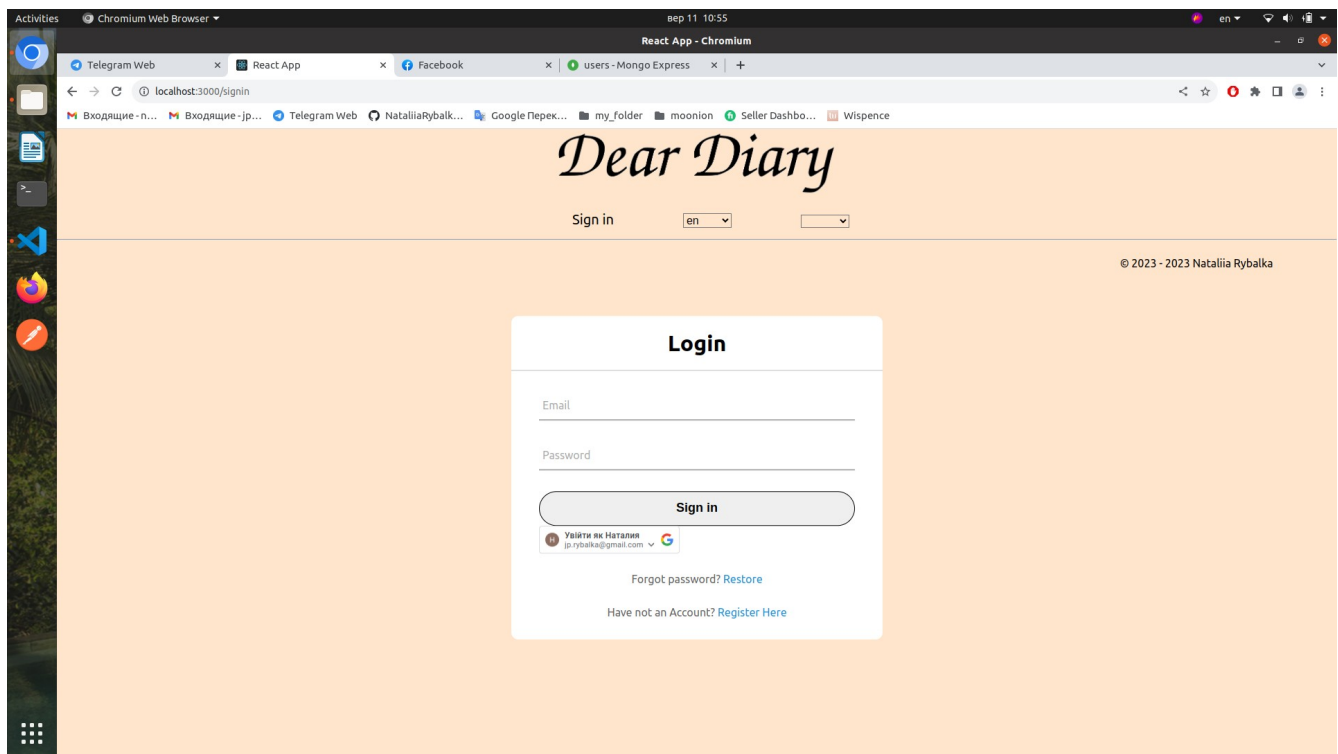 Activities Chromium Web Browser вер 11 10:55 en
React App - Chromium
Telegram Web React App Facebook users - Mongo Express
localhost:3000/signin
Входящие - n... Входящие - jp... Telegram Web NataliiaRybalk... Google Перек... my_folder moonion Seller Dashbo... Wispence
Dear Diary
Sign in en
© 2023 - 2023 Nataliia Rybalka
Login
Email
Password
Sign in
Увійти як Наталия
jp.rybalka@gmail.com
Forgot password? Restore
Have not an Account? Register Here